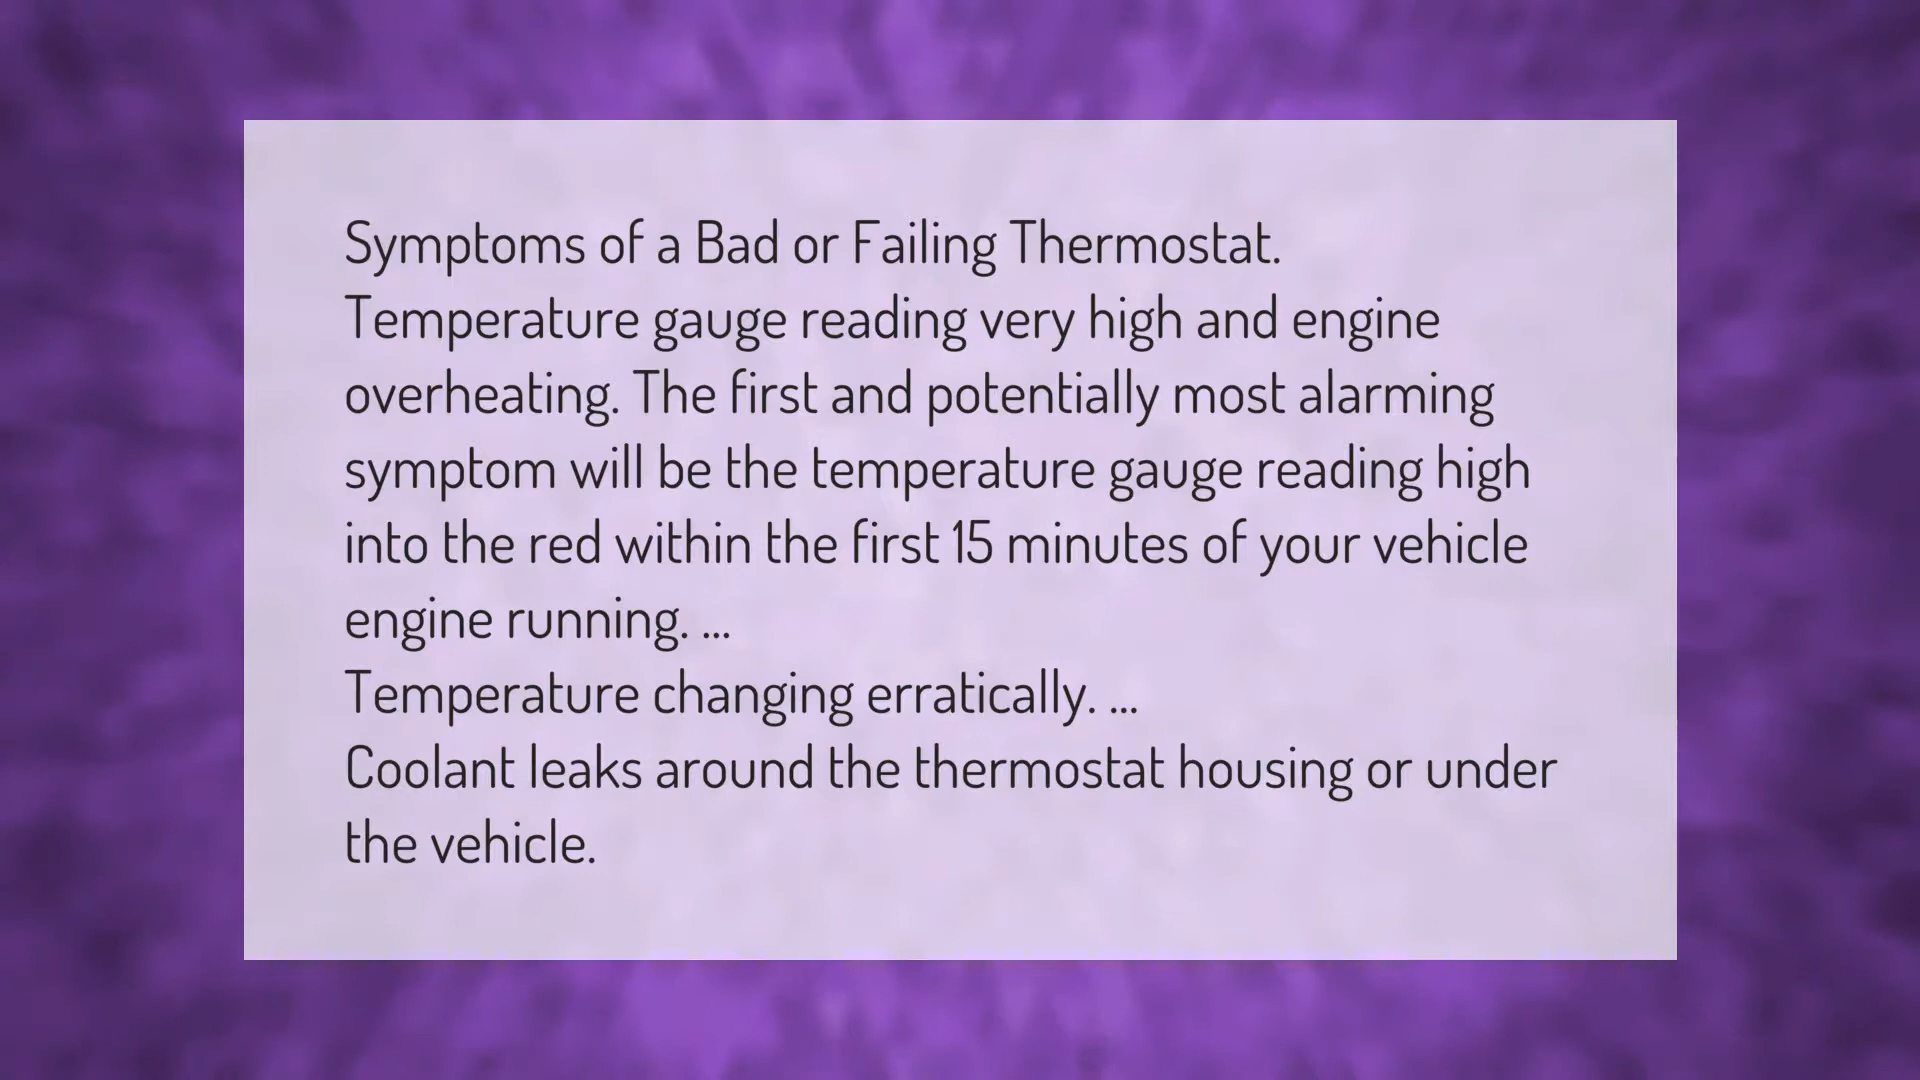 Symptoms of a Bad or Failing Thermostat.
Temperature gauge reading very high and engine
overheating. The first and potentially most alarming
symptom will be the temperature gauge reading high
into the red within the first 15 minutes of your vehicle
engine running. ...
Temperature changing erratically. ...
Coolant leaks around the thermostat housing or under
the vehicle.